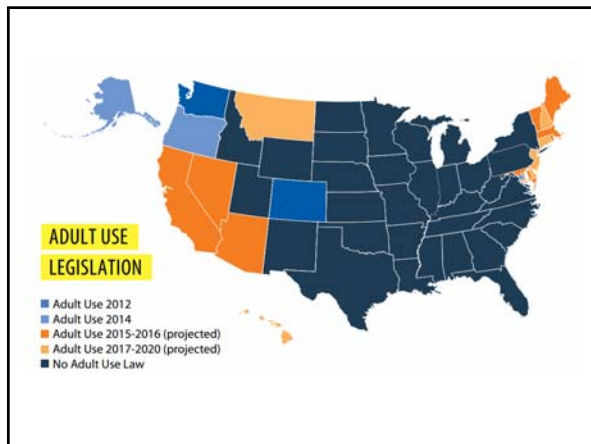 ADULT USE
LEGISLATION
Adult Use 2012
Adult Use 2014
Adult Use 2015-2016 (projected)
Adult Use 2017-2020 (projected)
No Adult Use Law